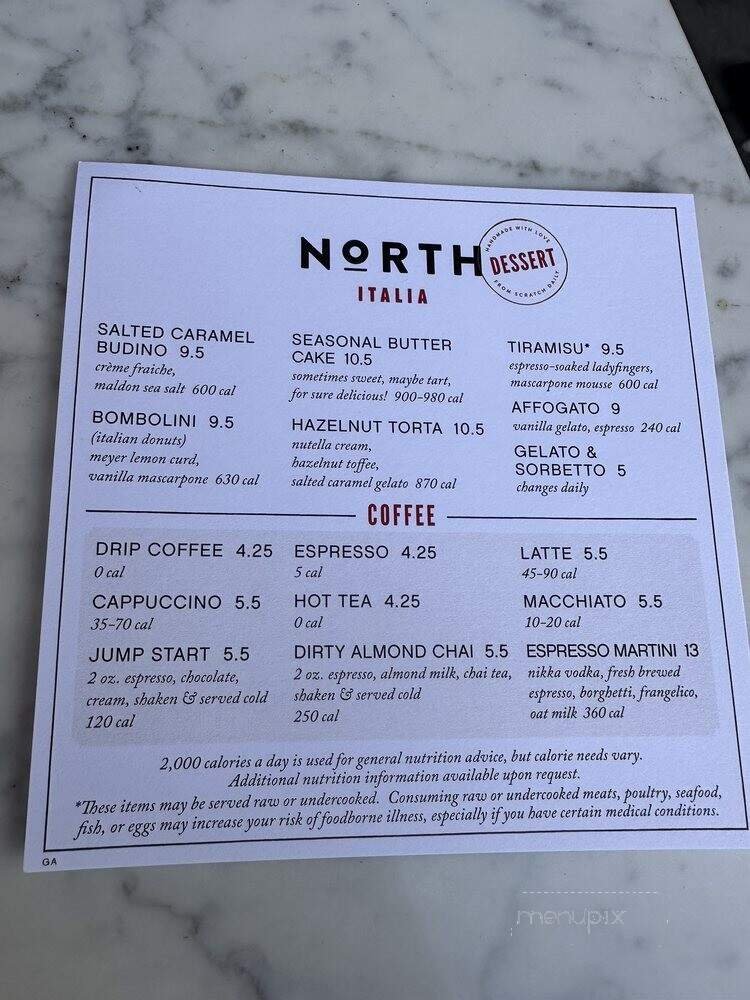 NORTH
ITALIA
HANDMADE WITH LOVE
DESSERT
FROM SCRATCH DAILY
SALTED CARAMEL
BUDINO 9.5
crème fraiche,
maldon sea salt 600 cal
BOMBOLINI 9.5
(italian donuts)
meyer lemon curd,
vanilla mascarpone 630 cal
SEASONAL BUTTER
CAKE 10.5
sometimes sweet, maybe tart,
for sure delicious! 900-980 cal
HAZELNUT TORTA 10.5
nutella cream,
hazelnut toffee,
salted caramel gelato 870 cal
TIRAMISU* 9.5
espresso-soaked ladyfingers,
mascarpone mousse 600 cal
AFFOGATO 9
vanilla gelato, espresso 240 cal
GELATO &
SORBETTO 5
changes daily
COFFEE
DRIP COFFEE 4.25
0 cal
CAPPUCCINO 5.5
35-70 cal
JUMP START 5.5
2 oz. espresso, chocolate,
cream, shaken & served cold
120 cal
ESPRESSO 4.25
5 cal
HOT TEA 4.25
0 cal
DIRTY ALMOND CHAI 5.5
2 oz. espresso, almond milk, chai tea,
shaken & served cold
250 cal
LATTE 5.5
45-90 cal
MACCHIATO 5.5
10-20 cal
ESPRESSO MARTINI 13
nikka vodka, fresh brewed
espresso, borghetti, frangelico,
oat milk 360 cal
2,000 calories a day is used for general nutrition advice, but calorie needs vary.
Additional nutrition information available upon request.
*These items may be served raw or undercooked. Consuming raw or undercooked meats, poultry, seafood,
fish, or eggs may increase your risk of foodborne illness, especially if you have certain medical conditions.
GA
menupix